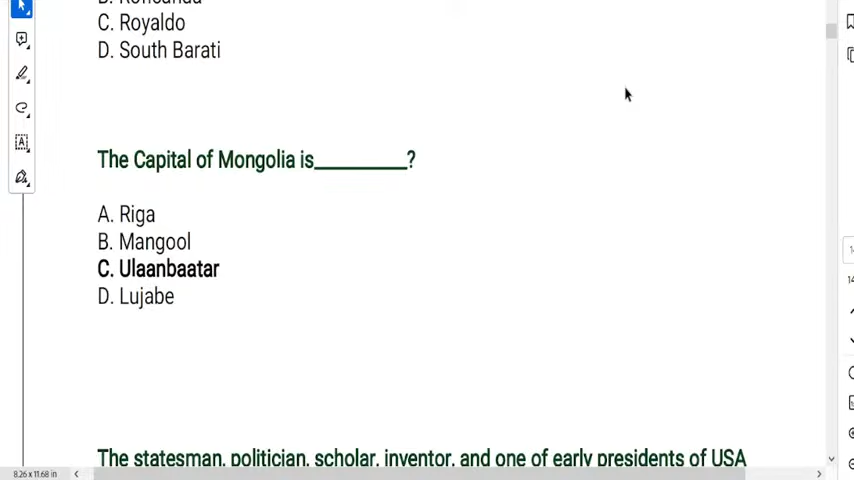 C. Royaldo
D. South Barati
The Capital of Mongolia is__________?
A. Riga
B. Mangool
C. Ulaanbaatar
D. Lujabe
The statesman, politician, scholar, inventor, and one of early presidents of USA
8.26 x 11.68 in